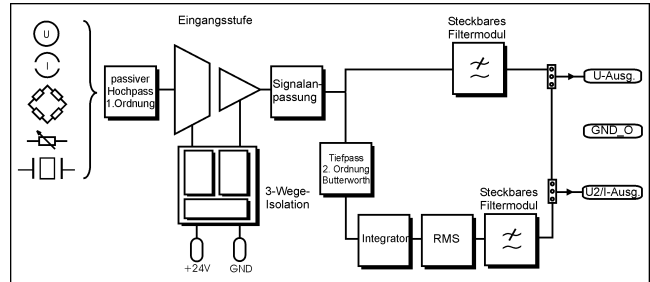 Eingangsstufe
Steckbares
Filtermodul
U
I
passiver
Hochpass
1.Ordnung
Signalan-
passung
U-Ausg.
GND_O
Tiefpass
2. Ordnung
Butterworth
3-Wege-
Isolation
Steckbares
Filtermodul
U2/I-Ausg.
Integrator
RMS
+24V
GND